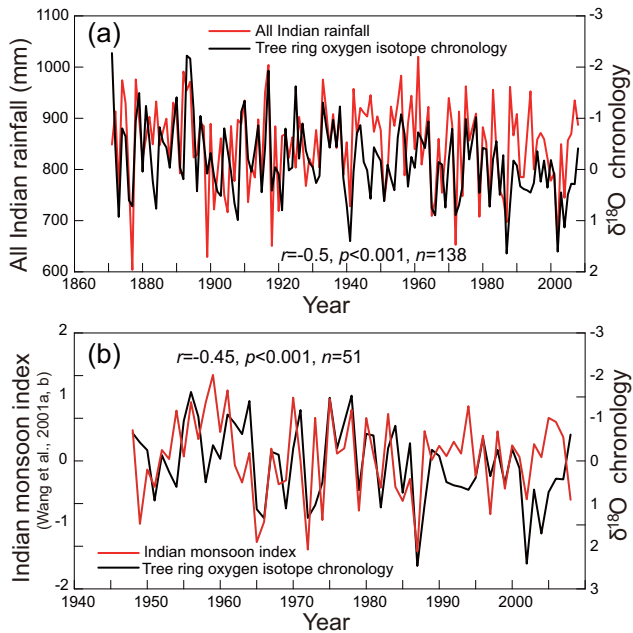 (a)
All Indian rainfall
Tree ring oxygen isotope chronology
r=-0.5, p<0.001, n=138
All Indian rainfall (mm)
1100
1000
900
800
700
600
-3
-2
-1
0
1
2
δ18O chronology
1860
1880
1900
1920
1940
1960
1980
2000
Year
(b)
r=-0.45, p<0.001, n=51
Indian monsoon index
(Wang et al., 2001a, b)
2
1
0
-1
-2
-3
-2
-1
0
1
2
3
δ18O chronology
Indian monsoon index
Tree ring oxygen isotope chronology
1940
1950
1960
1970
1980
1990
2000
Year